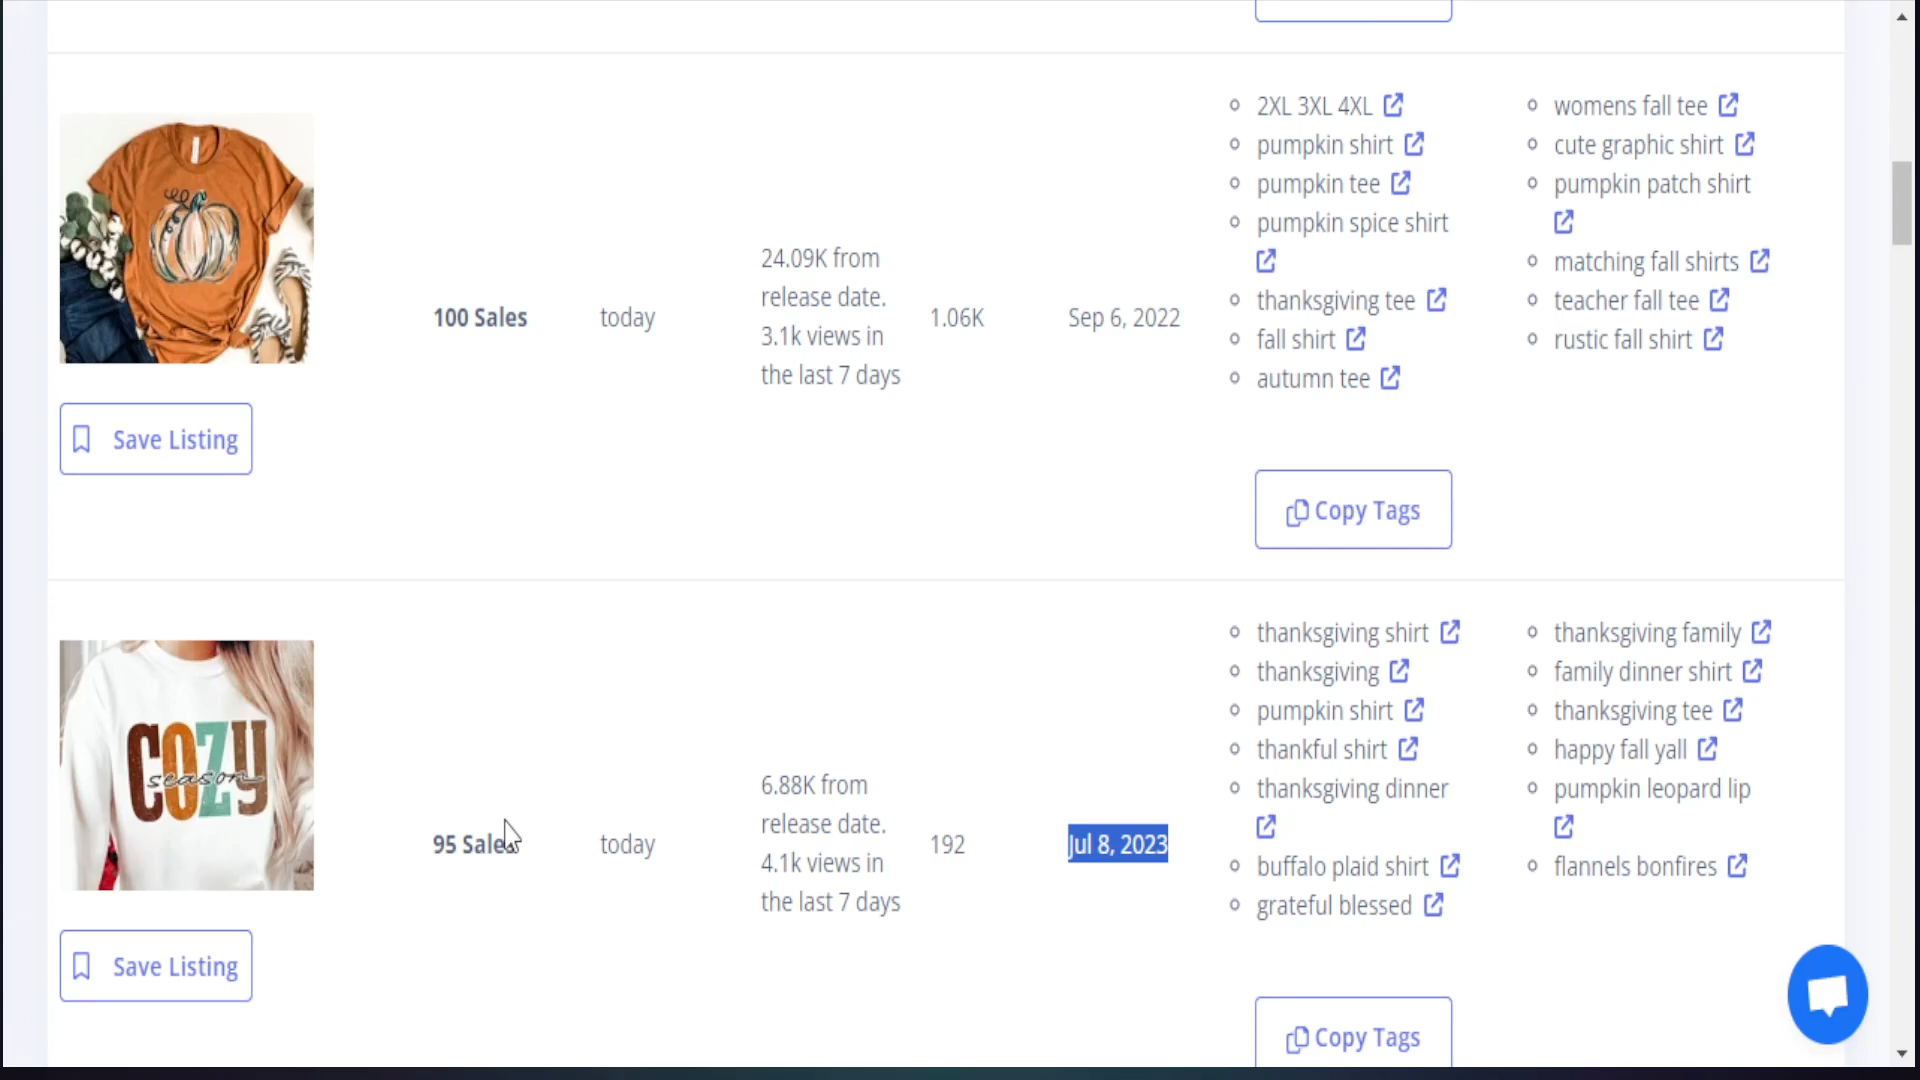 2XL 3XL 4XL
pumpkin shirt
pumpkin tee
pumpkin spice shirt
thanksgiving tee
fall shirt
autumn tee
womens fall tee
cute graphic shirt
pumpkin patch shirt
matching fall shirts
teacher fall tee
rustic fall shirt
100 Sales
today
24.09K from
release date.
3.1k views in
the last 7 days
1.06K
Sep 6, 2022
Save Listing
Copy Tags
COZY
season
95 Sales
today
6.88K from
release date.
4.1k views in
the last 7 days
192
Jul 8, 2023
thanksgiving shirt
thanksgiving
pumpkin shirt
thankful shirt
thanksgiving dinner
buffalo plaid shirt
grateful blessed
thanksgiving family
family dinner shirt
thanksgiving tee
happy fall yall
pumpkin leopard lip
flannels bonfires
Save Listing
Copy Tags